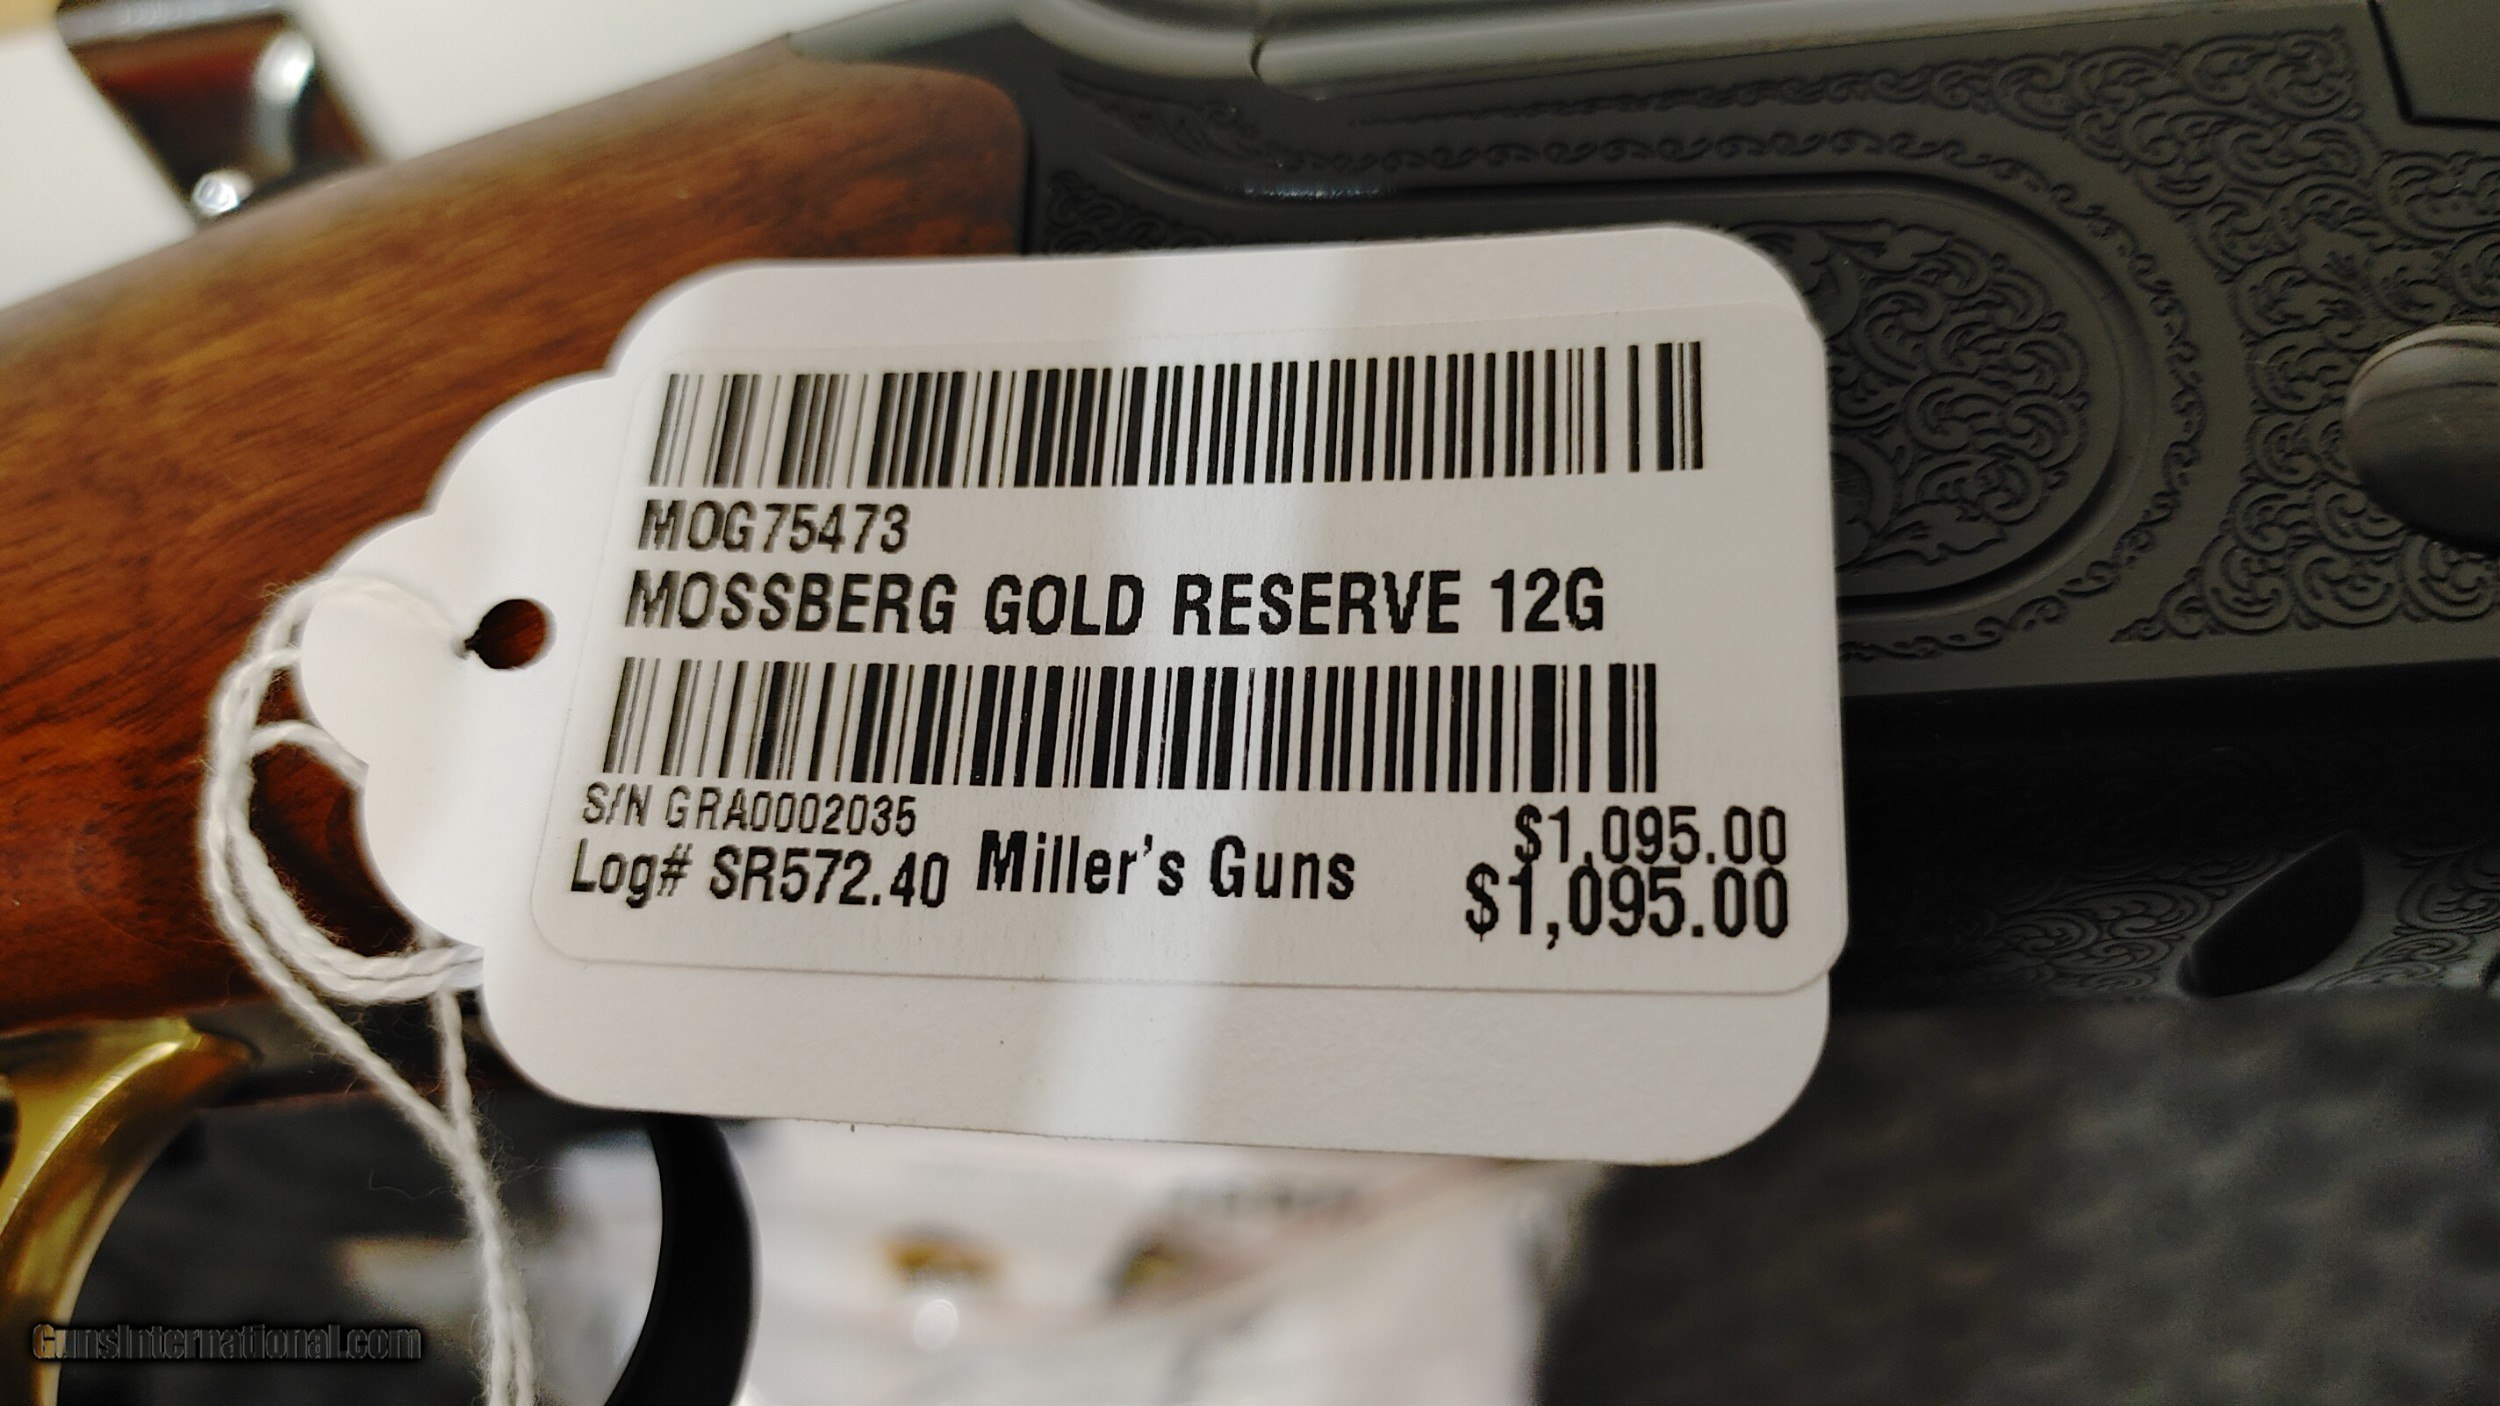 MOG75473
MOSSBERG GOLD RESERVE 12G
S/N GRA0002035
$1,095.00
Log# SR572.40 Miller's Guns $1,095.00
GunsInternational.com